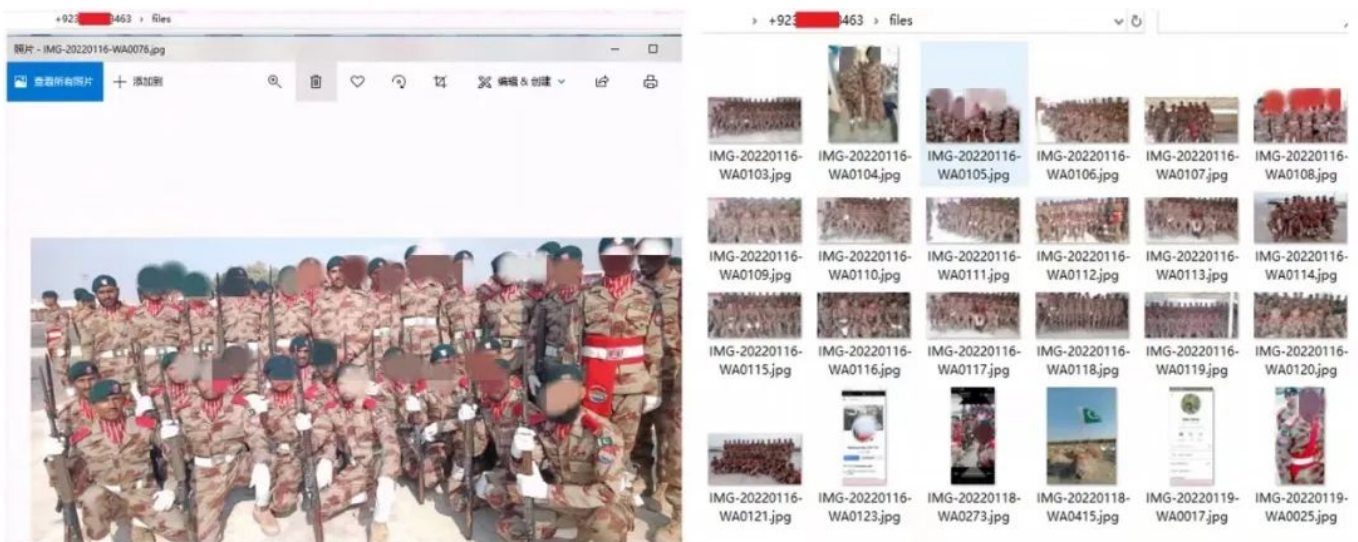 +923 3463 › files
照片 - IMG-20220116-WA0076.jpg
查看所有照片 添加到 编辑 & 创建
› +923 463 › files
IMG-20220116-WA0103.jpg
IMG-20220116-WA0104.jpg
IMG-20220116-WA0105.jpg
IMG-20220116-WA0106.jpg
IMG-20220116-WA0107.jpg
IMG-20220116-WA0108.jpg
IMG-20220116-WA0109.jpg
IMG-20220116-WA0110.jpg
IMG-20220116-WA0111.jpg
IMG-20220116-WA0112.jpg
IMG-20220116-WA0113.jpg
IMG-20220116-WA0114.jpg
IMG-20220116-WA0115.jpg
IMG-20220116-WA0116.jpg
IMG-20220116-WA0117.jpg
IMG-20220116-WA0118.jpg
IMG-20220116-WA0119.jpg
IMG-20220116-WA0120.jpg
IMG-20220116-WA0121.jpg
IMG-20220116-WA0123.jpg
IMG-20220118-WA0273.jpg
IMG-20220118-WA0415.jpg
IMG-20220119-WA0017.jpg
IMG-20220119-WA0025.jpg